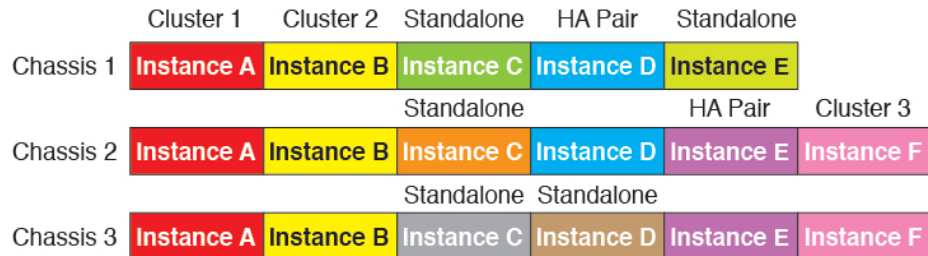 Cluster 1 Cluster 2 Standalone HA Pair Standalone
Chassis 1 Instance A Instance B Instance C Instance D Instance E
Standalone HA Pair Cluster 3
Chassis 2 Instance A Instance B Instance C Instance D Instance E Instance F
Standalone Standalone
Chassis 3 Instance A Instance B Instance C Instance D Instance E Instance F